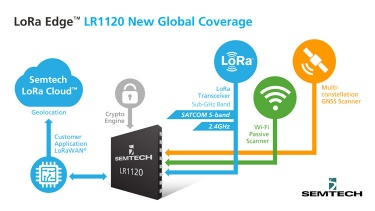 LoRa Edge™ LR1120 New Global Coverage
Semtech
LoRa Cloud™
Geolocation
Customer
Application
LoRaWAN®
Crypto
Engine
SEMTECH
LR1120
LoRa®
LoRa
Transceiver
Sub-GHz Band
SATCOM S-band
2.4GHz
Wi-Fi
Passive
Scanner
Multi-
constellation
GNSS Scanner
SEMTECH